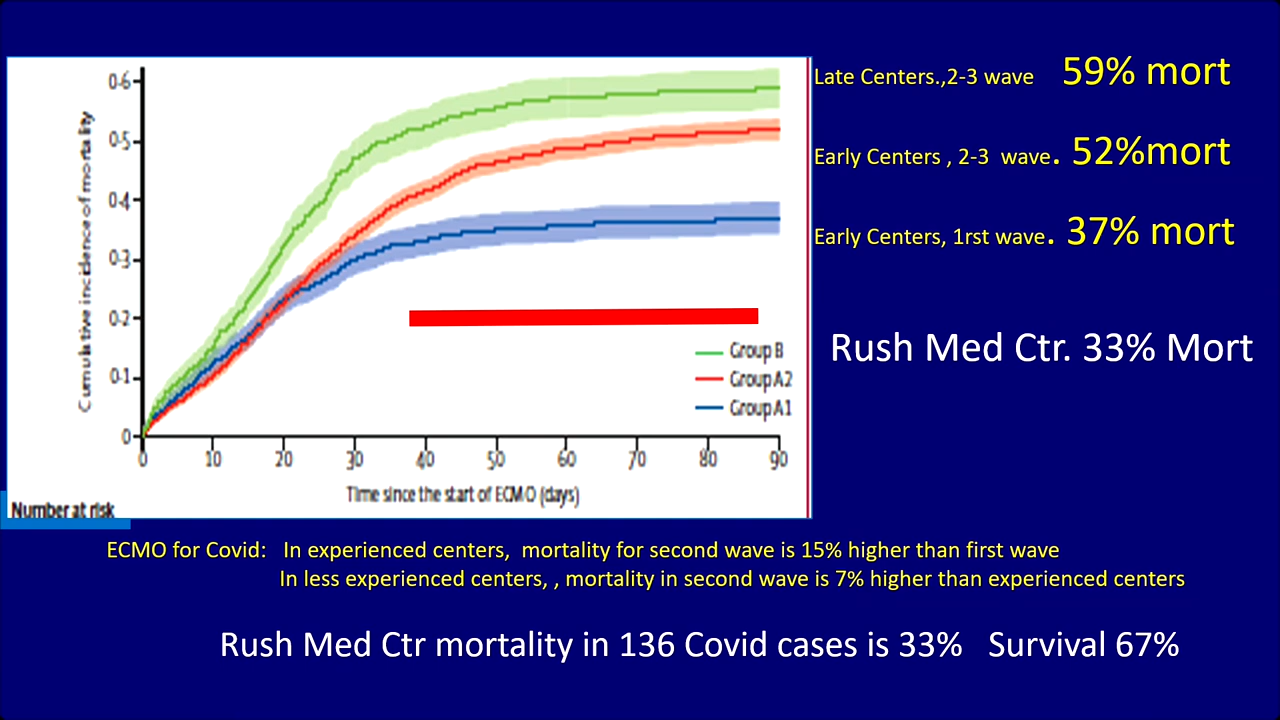 Cumulative incidence of mortality
0·6
0·5
0·4
0·3
0·2
0·1
0
0 10 20 30 40 50 60 70 80 90
Time since the start of ECMO (days)
Group B
Group A2
Group A1
Number at risk
Late Centers.,2-3 wave 59% mort
Early Centers , 2-3 wave. 52%mort
Early Centers, 1rst wave. 37% mort
Rush Med Ctr. 33% Mort
ECMO for Covid: In experienced centers, mortality for second wave is 15% higher than first wave
In less experienced centers, , mortality in second wave is 7% higher than experienced centers
Rush Med Ctr mortality in 136 Covid cases is 33% Survival 67%